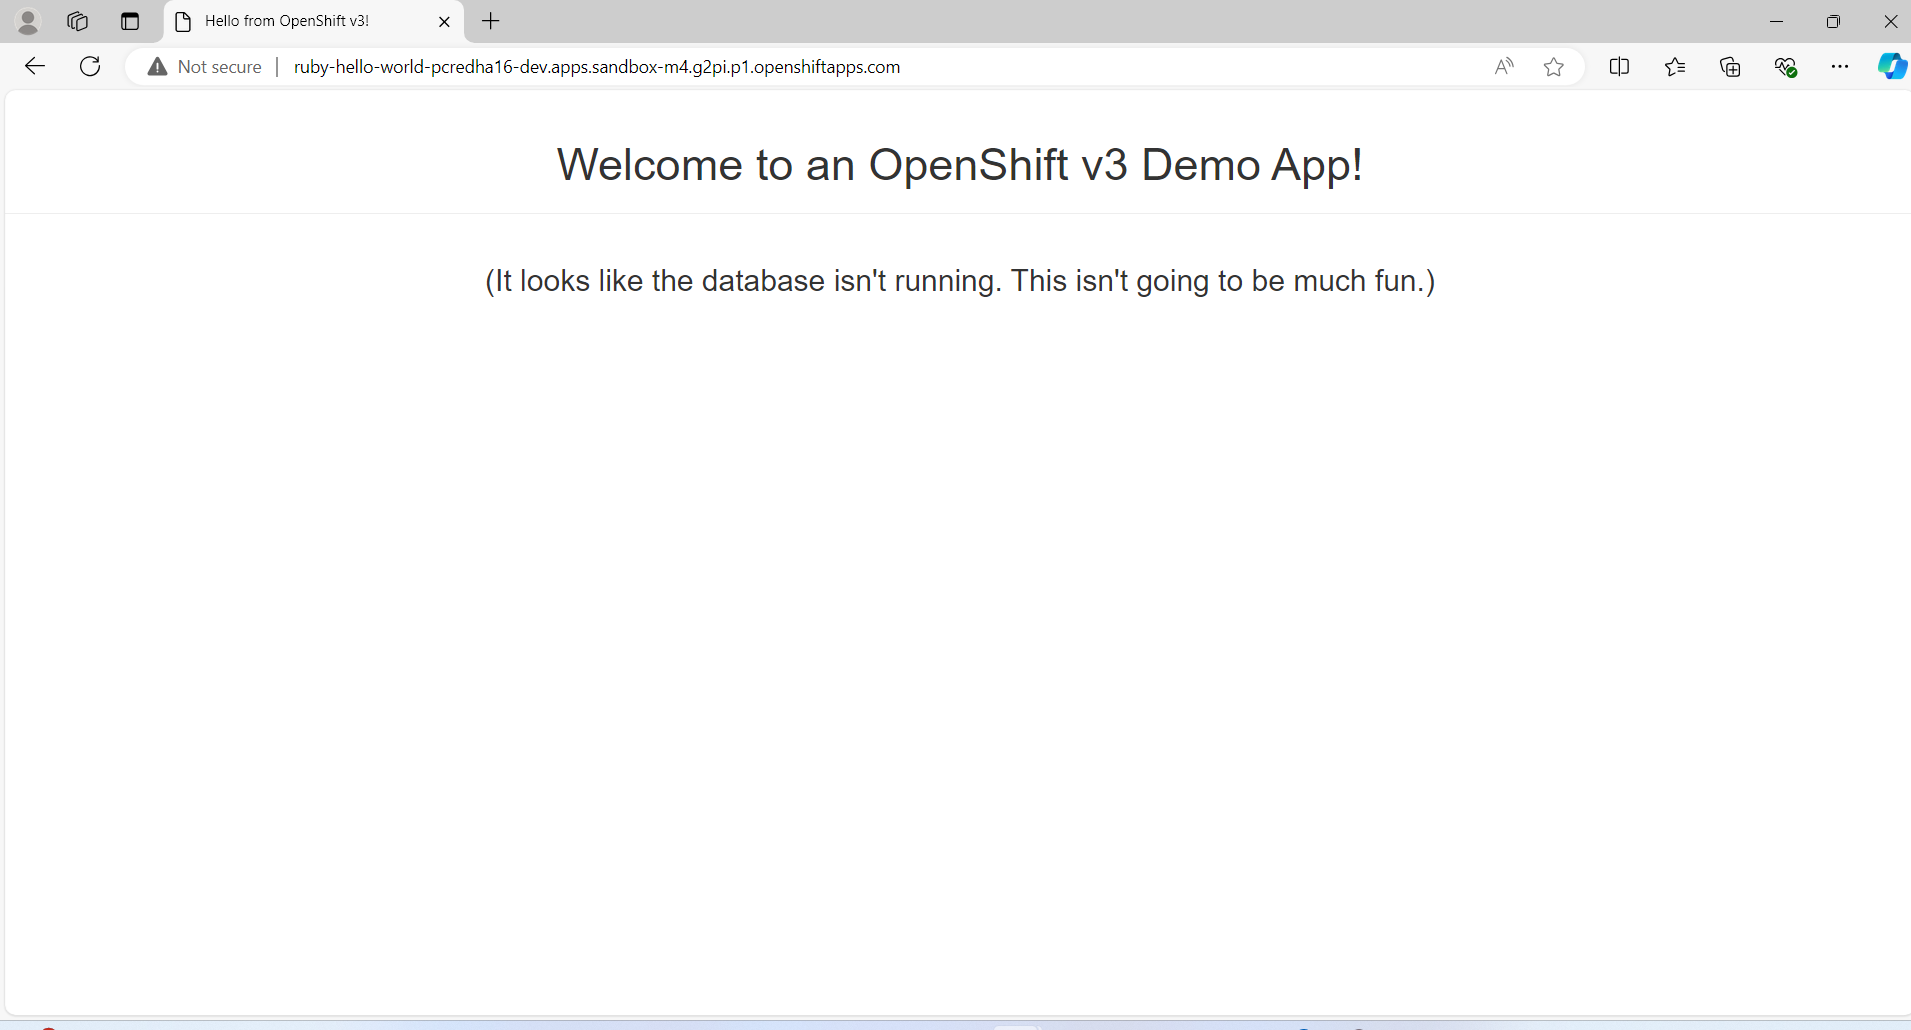 Hello from OpenShift v3!
Not secure
ruby-hello-world-pcredha16-dev.apps.sandbox-m4.g2pi.p1.openshiftapps.com
Welcome to an OpenShift v3 Demo App!
(It looks like the database isn't running. This isn't going to be much fun.)